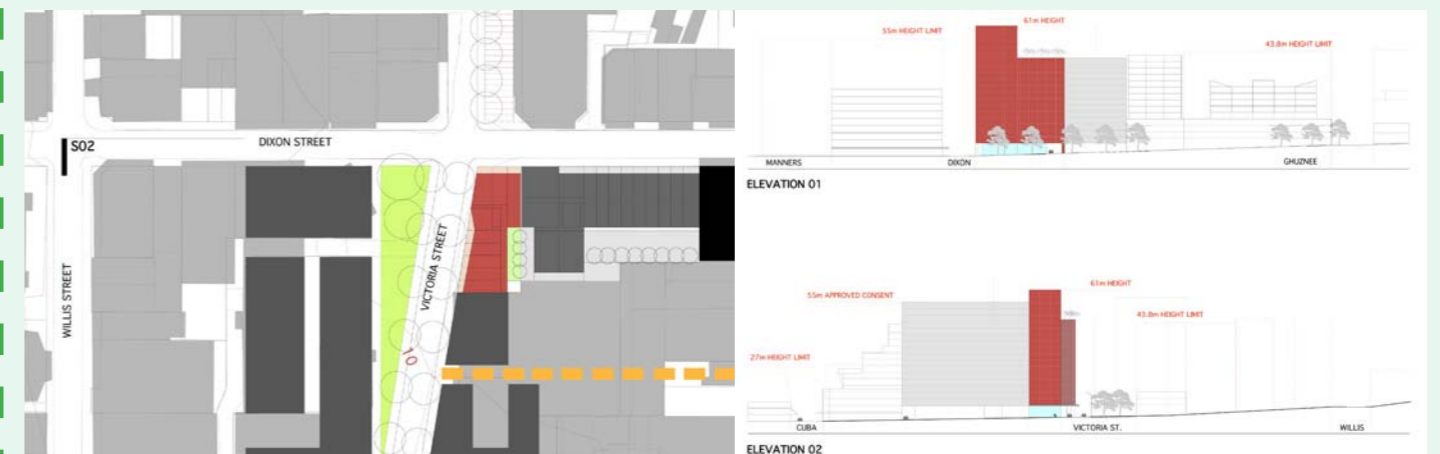 S02
DIXON STREET
WILLIS STREET
VICTORIA STREET
10
61m HEIGHT
55m HEIGHT LIMIT
43.8m HEIGHT LIMIT
MANNERS
DIXON
GHUZNEE
ELEVATION 01
61m HEIGHT
55m APPROVED CONSENT
43.8m HEIGHT LIMIT
27m HEIGHT LIMIT
CUBA
VICTORIA ST.
WILLIS
ELEVATION 02